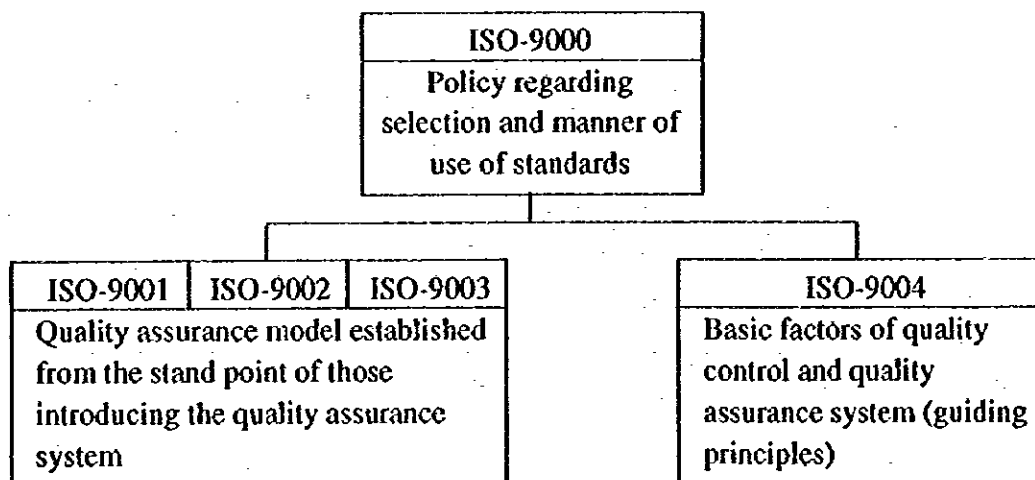 ISO-9000
Policy regarding
selection and manner of
use of standards
ISO-9001 ISO-9002 ISO-9003
Quality assurance model established
from the stand point of those
introducing the quality assurance
system
ISO-9004
Basic factors of quality
control and quality
assurance system (guiding
principles)